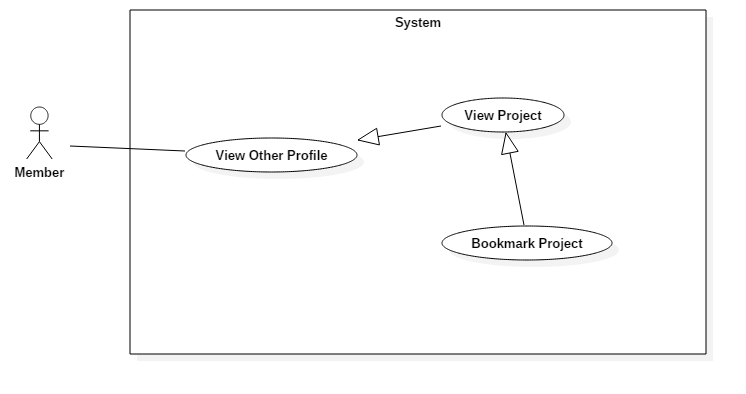 System
View Project
View Other Profile
Member
Bookmark Project